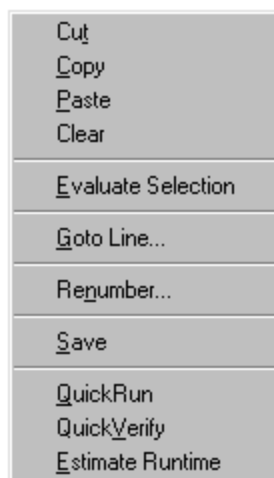 Cut
Copy
Paste
Clear
Evaluate Selection
Goto Line...
Renumber...
Save
QuickRun
QuickVerify
Estimate Runtime